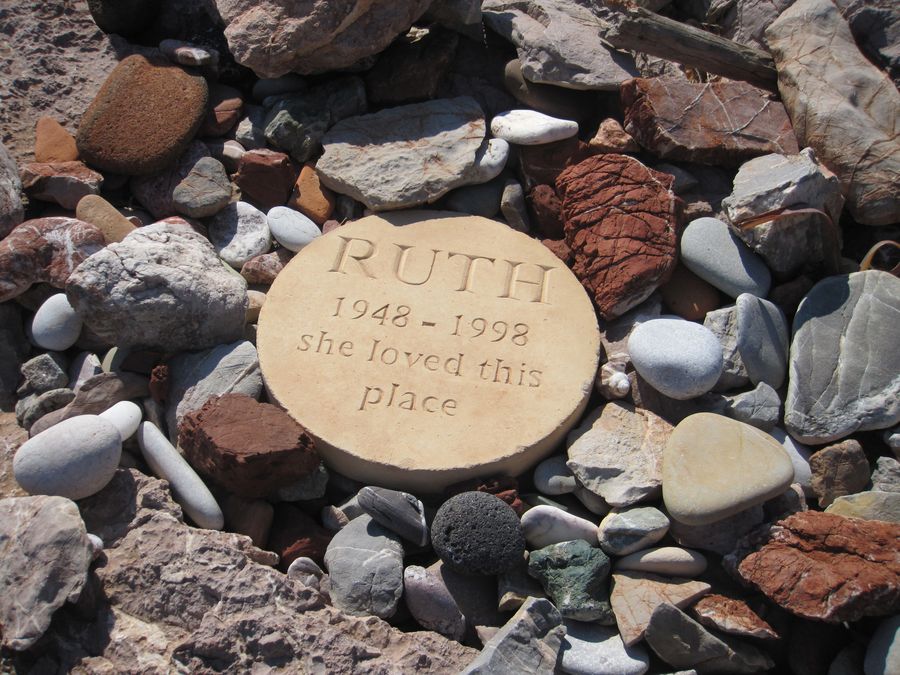 RUTH
1948 - 1998
she loved this
place